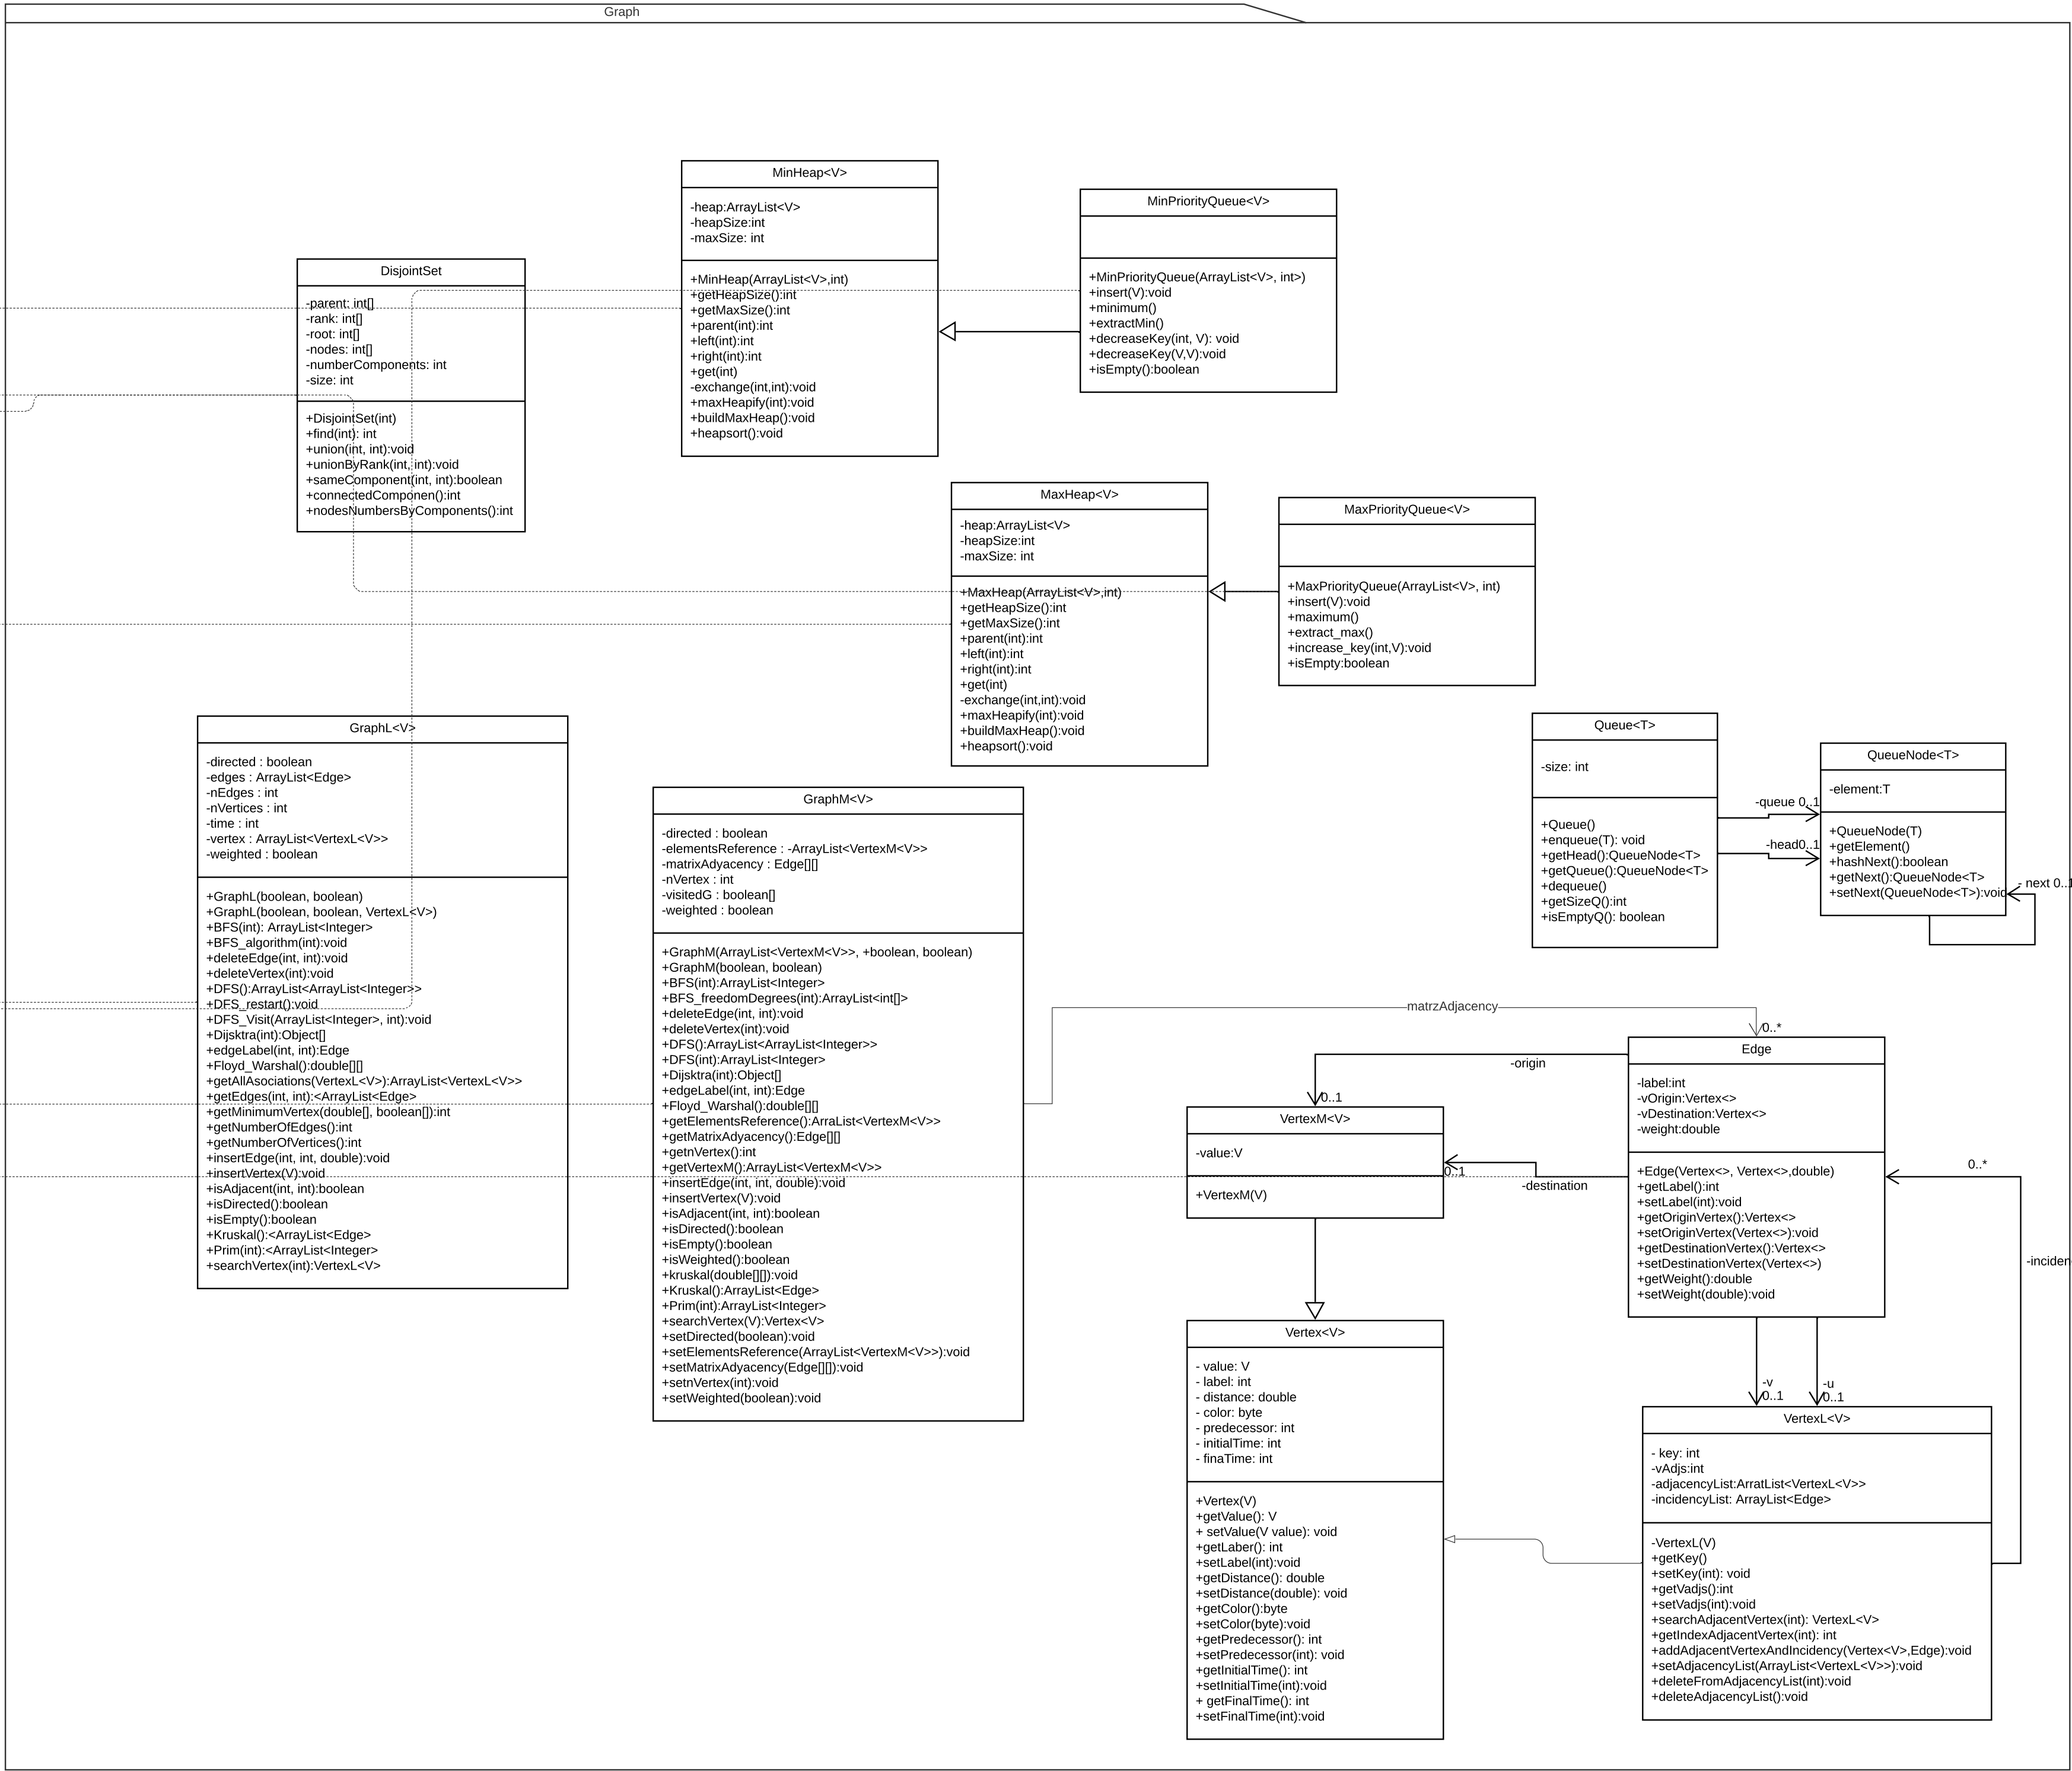 Graph
MinHeap<V>
-heap:ArrayList<V>
-heapSize:int
-maxSize: int
+MinHeap(ArrayList<V>,int)
+getHeapSize():int
+getMaxSize():int
+parent(int):int
+left(int):int
+right(int):int
+get(int)
-exchange(int,int):void
+maxHeapify(int):void
+buildMaxHeap():void
+heapsort():void
MinPriorityQueue<V>
+MinPriorityQueue(ArrayList<V>, int>)
+insert(V):void
+minimum()
+extractMin()
+decreaseKey(int, V): void
+decreaseKey(V,V):void
+isEmpty():boolean
DisjointSet
-parent: int[]
-rank: int[]
-root: int[]
-nodes: int[]
-numberComponents: int
-size: int
+DisjointSet(int)
+find(int): int
+union(int, int):void
+unionByRank(int, int):void
+sameComponent(int, int):boolean
+connectedComponen():int
+nodesNumbersByComponents():int
MaxHeap<V>
-heap:ArrayList<V>
-heapSize:int
-maxSize: int
+MaxHeap(ArrayList<V>,int)
+getHeapSize():int
+getMaxSize():int
+parent(int):int
+left(int):int
+right(int):int
+get(int)
-exchange(int,int):void
+maxHeapify(int):void
+buildMaxHeap():void
+heapsort():void
MaxPriorityQueue<V>
+MaxPriorityQueue(ArrayList<V>, int)
+insert(V):void
+maximum()
+extract_max()
+increase_key(int,V):void
+isEmpty:boolean
Queue<T>
-size: int
+Queue()
+enqueue(T): void
+getHead():QueueNode<T>
+getQueue():QueueNode<T>
+dequeue()
+getSizeQ():int
+isEmptyQ(): boolean
-queue 0..1
-head0..1
QueueNode<T>
-element:T
+QueueNode(T)
+getElement()
+hashNext():boolean
+getNext():QueueNode<T>
+setNext(QueueNode<T>):void
- next 0..1
GraphL<V>
-directed : boolean
-edges : ArrayList<Edge>
-nEdges : int
-nVertices : int
-time : int
-vertex : ArrayList<VertexL<V>>
-weighted : boolean
+GraphL(boolean, boolean)
+GraphL(boolean, boolean, VertexL<V>)
+BFS(int): ArrayList<Integer>
+BFS_algorithm(int):void
+deleteEdge(int, int):void
+deleteVertex(int):void
+DFS():ArrayList<ArrayList<Integer>>
+DFS_restart():void
+DFS_Visit(ArrayList<Integer>, int):void
+Dijsktra(int):Object[]
+edgeLabel(int, int):Edge
+Floyd_Warshal():double[][]
+getAllAsociations(VertexL<V>):ArrayList<VertexL<V>>
+getEdges(int, int):<ArrayList<Edge>
+getMinimumVertex(double[], boolean[]):int
+getNumberOfEdges():int
+getNumberOfVertices():int
+insertEdge(int, int, double):void
+insertVertex(V):void
+isAdjacent(int, int):boolean
+isDirected():boolean
+isEmpty():boolean
+Kruskal():<ArrayList<Edge>
+Prim(int):<ArrayList<Integer>
+searchVertex(int):VertexL<V>
GraphM<V>
-directed : boolean
-elementsReference : -ArrayList<VertexM<V>>
-matrixAdyacency : Edge[][]
-nVertex : int
-visitedG : boolean[]
-weighted : boolean
+GraphM(ArrayList<VertexM<V>>, +boolean, boolean)
+GraphM(boolean, boolean)
+BFS(int):ArrayList<Integer>
+BFS_freedomDegrees(int):ArrayList<int[]>
+deleteEdge(int, int):void
+deleteVertex(int):void
+DFS():ArrayList<ArrayList<Integer>>
+DFS(int):ArrayList<Integer>
+Dijsktra(int):Object[]
+edgeLabel(int, int):Edge
+Floyd_Warshal():double[][]
+getElementsReference():ArraList<VertexM<V>>
+getMatrixAdyacency():Edge[][]
+getnVertex():int
+getVertexM():ArrayList<VertexM<V>>
+insertEdge(int, int, double):void
+insertVertex(V):void
+isAdjacent(int, int):boolean
+isDirected():boolean
+isEmpty():boolean
+isWeighted():boolean
+kruskal(double[][]):void
+Kruskal():ArrayList<Edge>
+Prim(int):ArrayList<Integer>
+searchVertex(V):Vertex<V>
+setDirected(boolean):void
+setElementsReference(ArrayList<VertexM<V>>):void
+setMatrixAdyacency(Edge[][]):void
+setnVertex(int):void
+setWeighted(boolean):void
matrzAdjacency
0..*
Edge
-label:int
-vOrigin:Vertex<>
-vDestination:Vertex<>
-weight:double
+Edge(Vertex<>, Vertex<>,double)
+getLabel():int
+setLabel(int):void
+getOriginVertex():Vertex<>
+setOriginVertex(Vertex<>):void
+getDestinationVertex():Vertex<>
+setDestinationVertex(Vertex<>)
+getWeight():double
+setWeight(double):void
-origin
0..1
VertexM<V>
-value:V
+VertexM(V)
0..1
-destination
0..*
-inciden
-v
0..1
-u
0..1
Vertex<V>
- value: V
- label: int
- distance: double
- color: byte
- predecessor: int
- initialTime: int
- finaTime: int
+Vertex(V)
+getValue(): V
+ setValue(V value): void
+getLaber(): int
+setLabel(int):void
+getDistance(): double
+setDistance(double): void
+getColor():byte
+setColor(byte):void
+getPredecessor(): int
+setPredecessor(int): void
+getInitialTime(): int
+setInitialTime(int):void
+ getFinalTime(): int
+setFinalTime(int):void
VertexL<V>
- key: int
-vAdjs:int
-adjacencyList:ArratList<VertexL<V>>
-incidencyList: ArrayList<Edge>
-VertexL(V)
+getKey()
+setKey(int): void
+getVadjs():int
+setVadjs(int):void
+searchAdjacentVertex(int): VertexL<V>
+getIndexAdjacentVertex(int): int
+addAdjacentVertexAndIncidency(Vertex<V>,Edge):void
+setAdjacencyList(ArrayList<VertexL<V>>):void
+deleteFromAdjacencyList(int):void
+deleteAdjacencyList():void